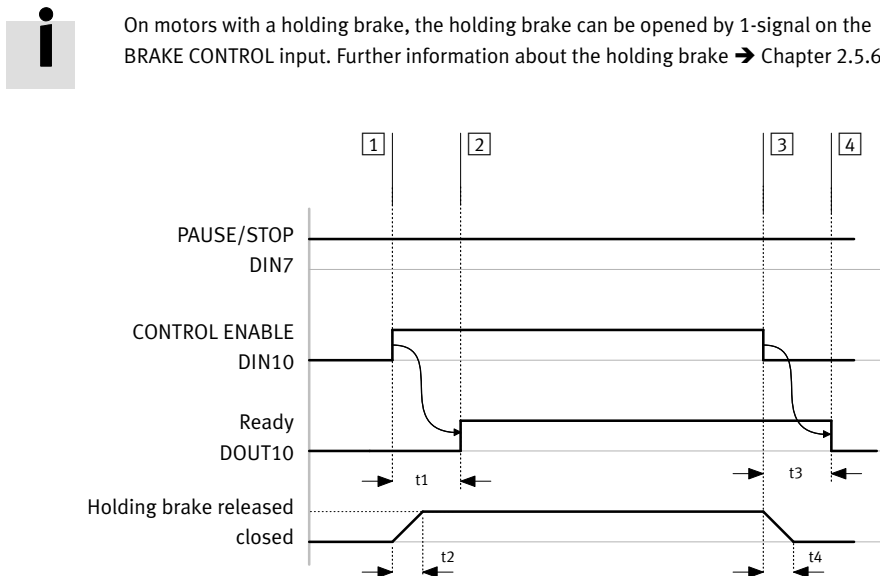 On motors with a holding brake, the holding brake can be opened by 1-signal on the
BRAKE CONTROL input. Further information about the holding brake ➔ Chapter 2.5.6
1 2 3 4
PAUSE/STOP
DIN7
CONTROL ENABLE
DIN10
Ready
DOUT10
t1 t3
Holding brake released
closed
t2 t4